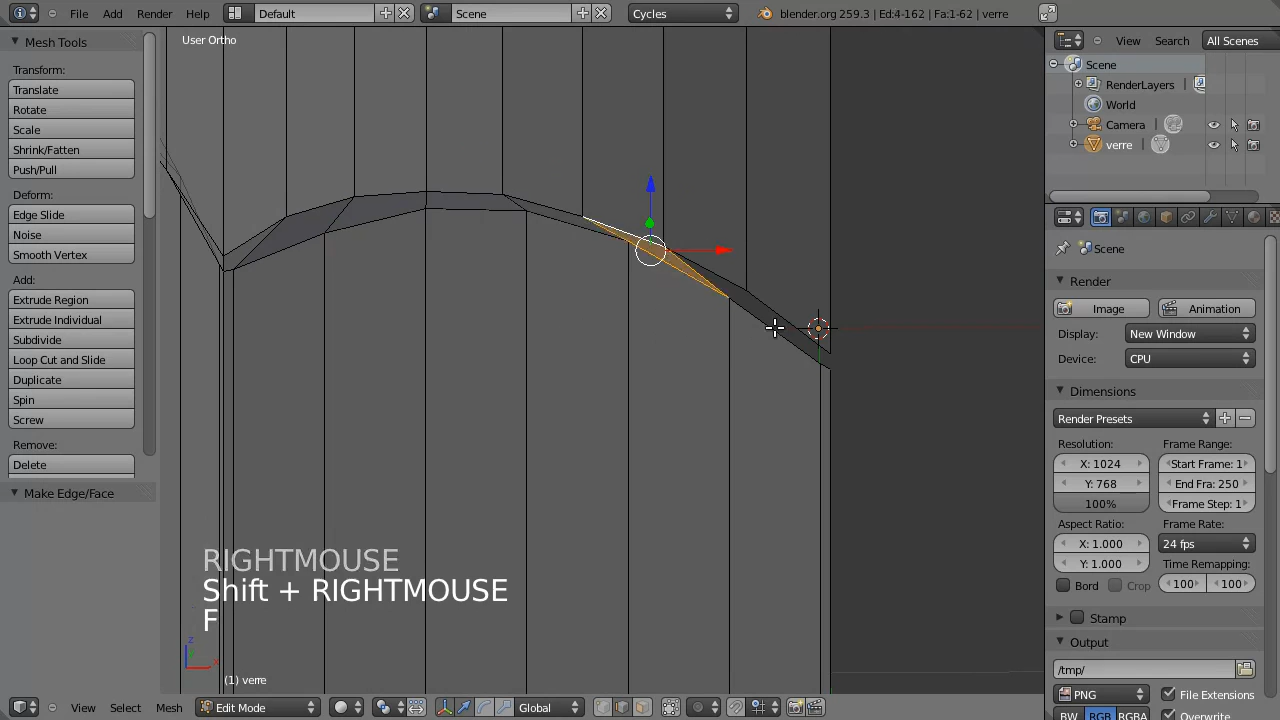 File Add Render Help Default Scene Cycles blender.org 259.3 | Ed:4-162 | Fa:1-62 | verre
Mesh Tools
Transform:
Translate
Rotate
Scale
Shrink/Fatten
Push/Pull
Deform:
Edge Slide
Noise
Smooth Vertex
Add:
Extrude Region
Extrude Individual
Subdivide
Loop Cut and Slide
Duplicate
Spin
Screw
Remove:
Delete
Make Edge/Face
User Ortho
RIGHTMOUSE
Shift + RIGHTMOUSE
F
z
x
(1) verre
View Select Mesh Edit Mode Global
View Search All Scenes
Scene
RenderLayers |
World
Camera |
verre |
Scene
Render
Image Animation
Display: New Window
Device: CPU
Dimensions
Render Presets
Resolution: Frame Range:
X: 1024 Start Frame: 1
Y: 768 End Fra: 250
100% Frame Step: 1
Aspect Ratio: Frame Rate:
X: 1.000 24 fps
Y: 1.000 Time Remapping:
Bord Crop 100 100
Stamp
Output
/tmp/
PNG File Extensions
BW RGB RGBA Overwrite